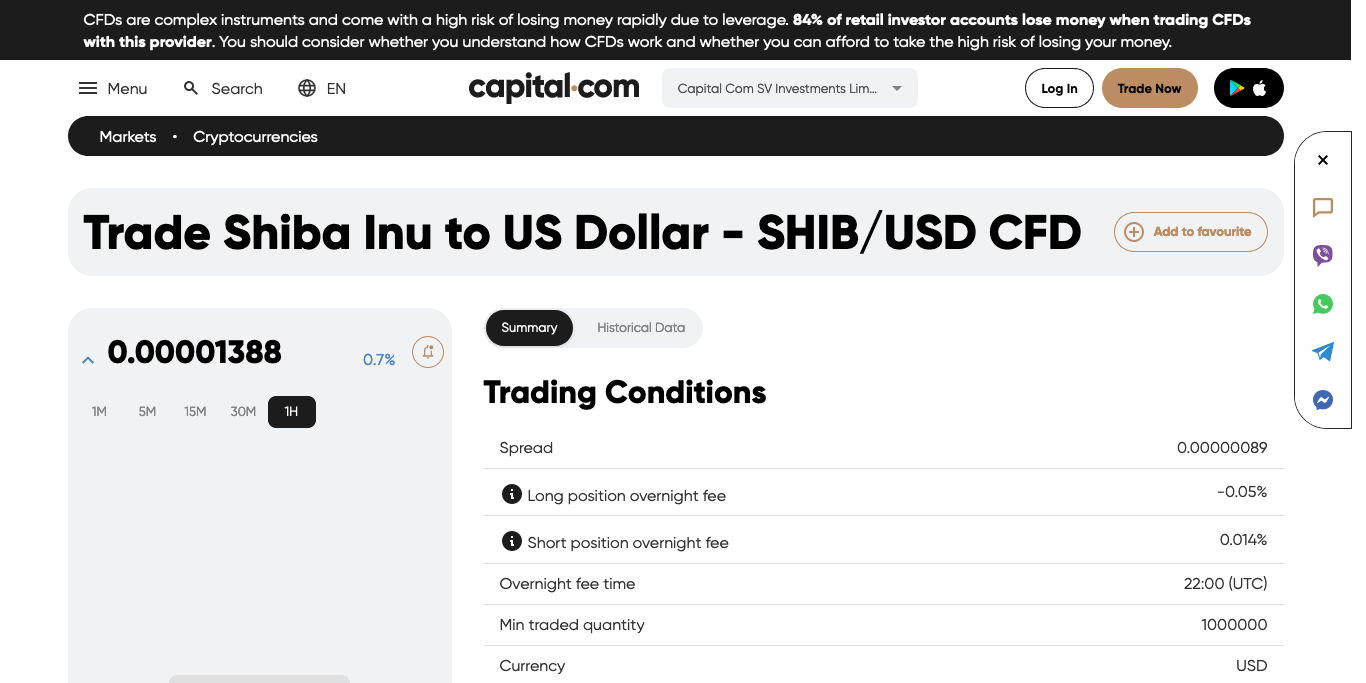 CFDs are complex instruments and come with a high risk of losing money rapidly due to leverage. 84% of retail investor accounts lose money when trading CFDs
with this provider. You should consider whether you understand how CFDs work and whether you can afford to take the high risk of losing your money.
Menu Search EN capital.com Capital Com SV Investments Lim... Log In Trade Now
Markets • Cryptocurrencies
Trade Shiba Inu to US Dollar - SHIB/USD CFD Add to favourite
0.00001388 0.7%
1M 5M 15M 30M 1H
Summary Historical Data
Trading Conditions
Spread 0.00000089
Long position overnight fee -0.05%
Short position overnight fee 0.014%
Overnight fee time 22:00 (UTC)
Min traded quantity 1000000
Currency USD